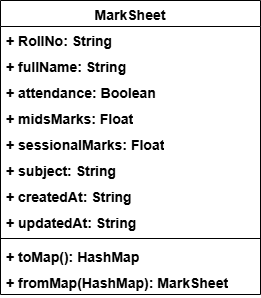 MarkSheet
+ RollNo: String
+ fullName: String
+ attendance: Boolean
+ midsMarks: Float
+ sessionalMarks: Float
+ subject: String
+ createdAt: String
+ updatedAt: String
+ toMap(): HashMap
+ fromMap(HashMap): MarkSheet